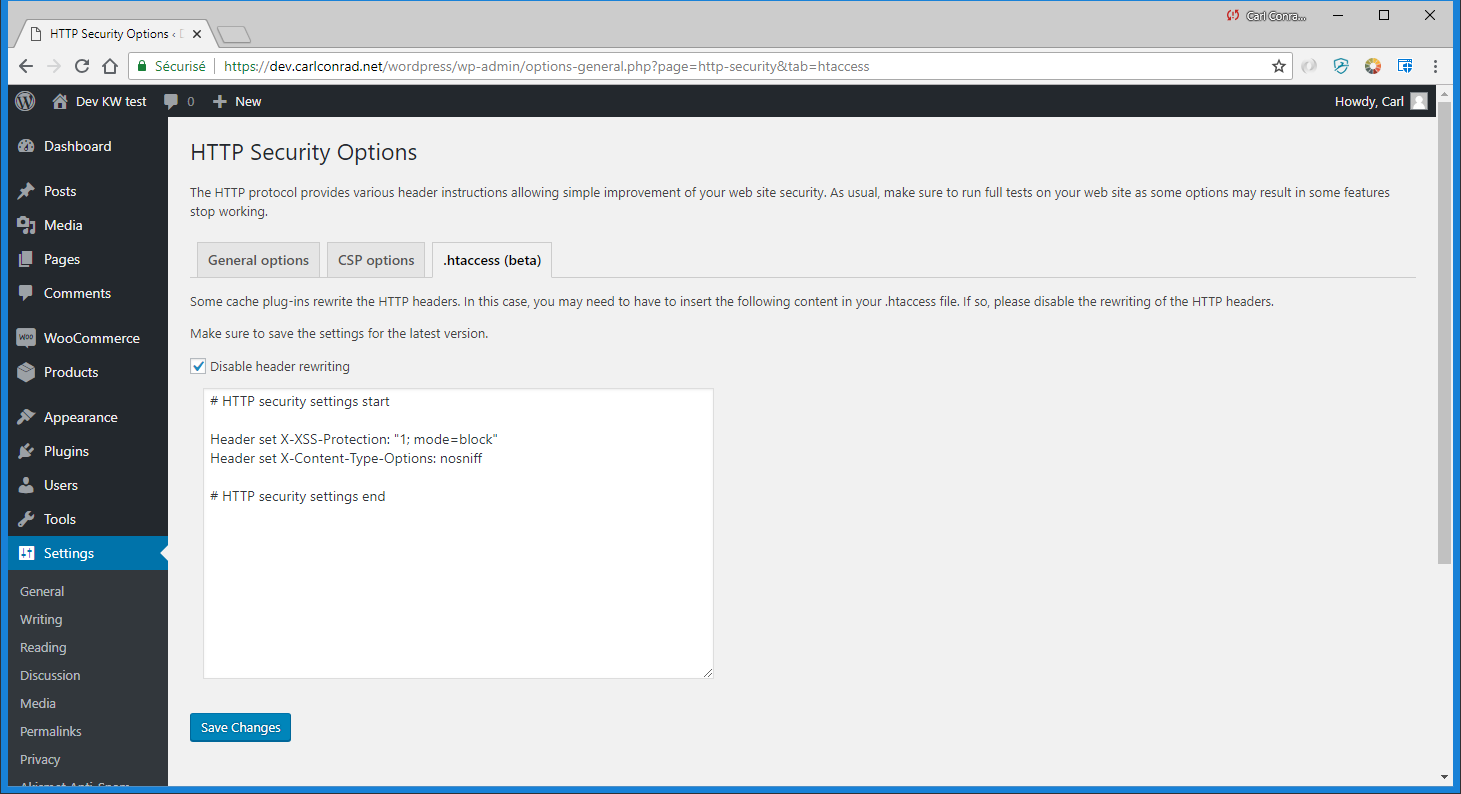 Carl Conra...
HTTP Security Options ‹
Sécurisé
https://dev.carlconrad.net/wordpress/wp-admin/options-general.php?page=http-security&tab=htaccess
Dev KW test
0
New
Howdy, Carl
Dashboard
Posts
Media
Pages
Comments
WOO
WooCommerce
Products
Appearance
Plugins
Users
Tools
Settings
General
Writing
Reading
Discussion
Media
Permalinks
Privacy
Akismet Anti-Spam
HTTP Security Options
The HTTP protocol provides various header instructions allowing simple improvement of your web site security. As usual, make sure to run full tests on your web site as some options may result in some features
stop working.
General options
CSP options
.htaccess (beta)
Some cache plug-ins rewrite the HTTP headers. In this case, you may need to have to insert the following content in your .htaccess file. If so, please disable the rewriting of the HTTP headers.
Make sure to save the settings for the latest version.
Disable header rewriting
# HTTP security settings start
Header set X-XSS-Protection: "1; mode=block"
Header set X-Content-Type-Options: nosniff
# HTTP security settings end
Save Changes